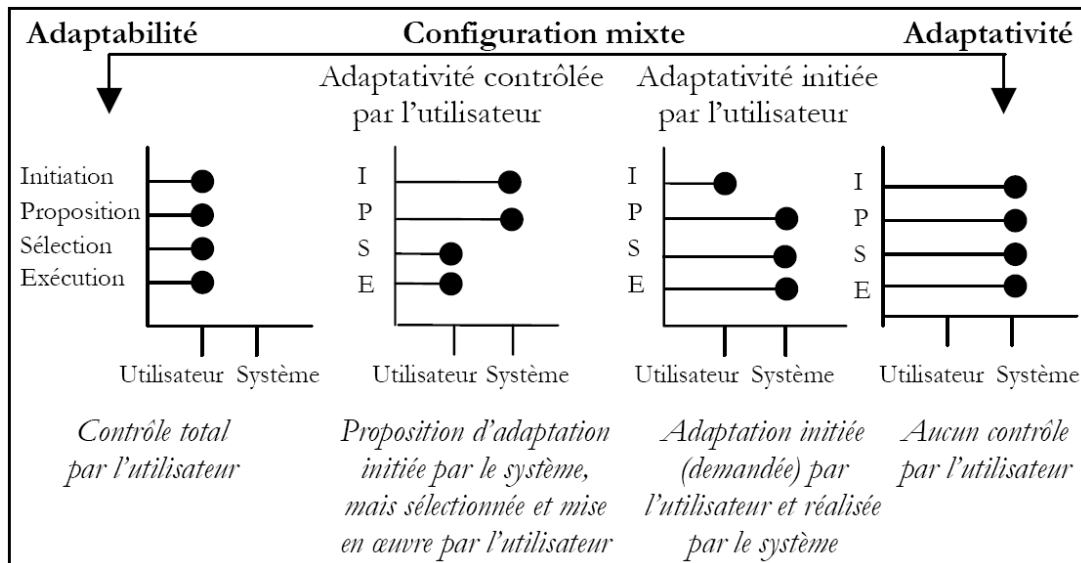 Adaptabilité Configuration mixte Adaptativité
Adaptativité contrôlée
par l'utilisateur
Adaptativité initiée
par l'utilisateur
Initiation
Proposition
Sélection
Exécution
Utilisateur Système
Contrôle total
par l'utilisateur
I
P
S
E
Utilisateur Système
Proposition d'adaptation
initiée par le système,
mais sélectionnée et mise
en œuvre par l'utilisateur
I
P
S
E
Utilisateur Système
Adaptation initiée
(demandée) par
l'utilisateur et réalisée
par le système
I
P
S
E
Utilisateur Système
Aucun contrôle
par l'utilisateur